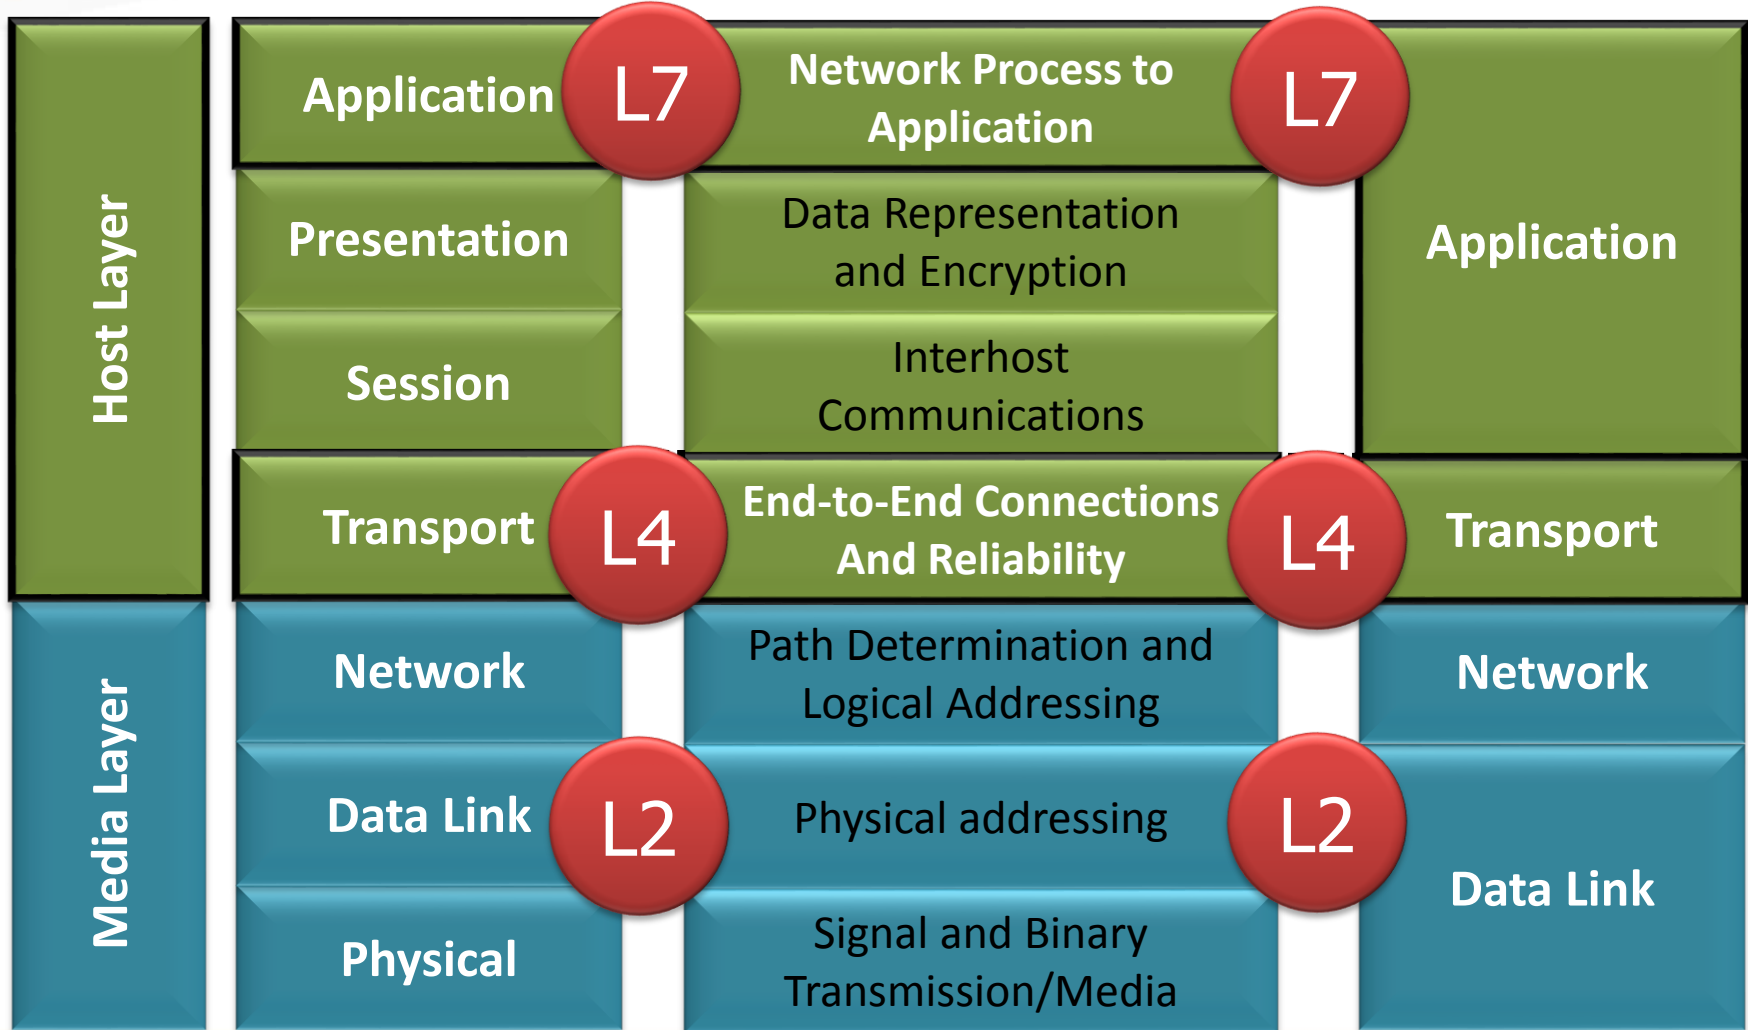 Host Layer
Media Layer
Application
L7
Network Process to
Application
L7
Application
Presentation
Data Representation
and Encryption
Session
Interhost
Communications
Transport
L4
End-to-End Connections
And Reliability
L4
Transport
Network
Path Determination and
Logical Addressing
Network
Data Link
L2
Physical addressing
L2
Data Link
Physical
Signal and Binary
Transmission/Media